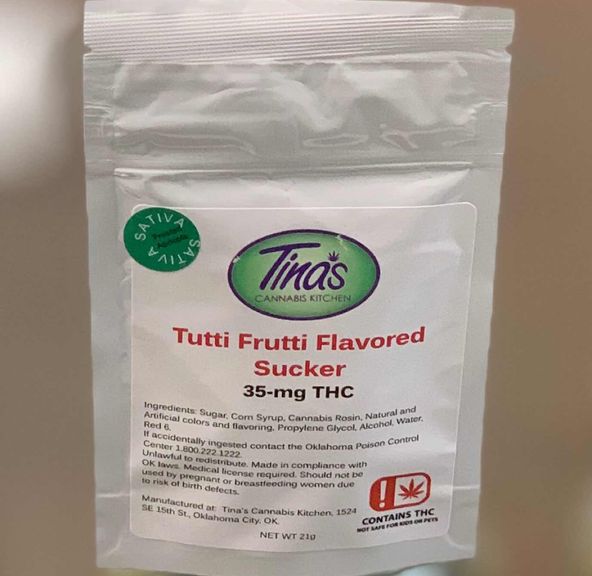 SATIVA
Frosted
Apricots
SATIVA
Tina's
CANNABIS KITCHEN
Tutti Frutti Flavored
Sucker
35-mg THC
Ingredients: Sugar, Corn Syrup, Cannabis Rosin, Natural and
Artificial colors and flavoring, Propylene Glycol, Alcohol, Water,
Red 6.
If accidentally ingested contact the Oklahoma Poison Control
Center 1.800.222.1222.
Unlawful to redistribute. Made in compliance with
OK laws. Medical license required. Should not be
used by pregnant or breastfeeding women due
to risk of birth defects.
Manufactured at: Tina's Cannabis Kitchen, 1524
SE 15th St., Oklahoma City, OK.
NET WT 21g
!
CONTAINS THC
NOT SAFE FOR KIDS OR PETS